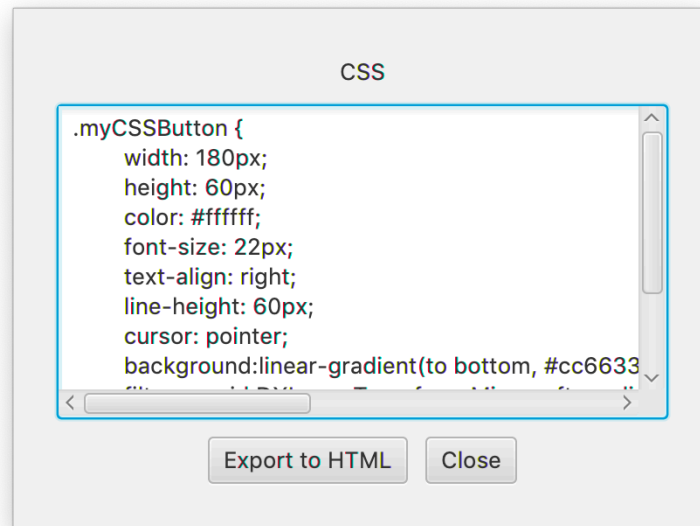 CSS
.myCSSButton {
width: 180px;
height: 60px;
color: #ffffff;
font-size: 22px;
text-align: right;
line-height: 60px;
cursor: pointer;
background:linear-gradient(to bottom, #cc6633
Export to HTML
Close